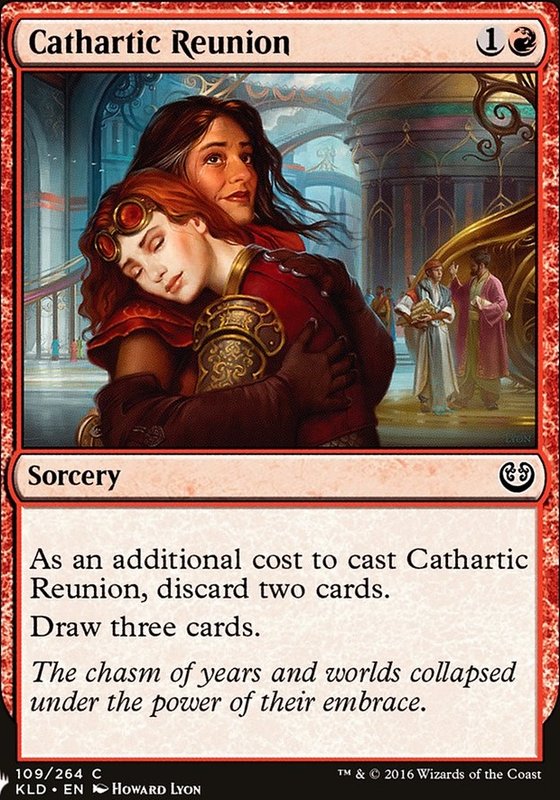 Cathartic Reunion 1
LYON
Sorcery
As an additional cost to cast Cathartic
Reunion, discard two cards.
Draw three cards.
The chasm of years and worlds collapsed
under the power of their embrace.
109/264 C
KLD • EN Howard Lyon
™ & © 2016 Wizards of the Coast